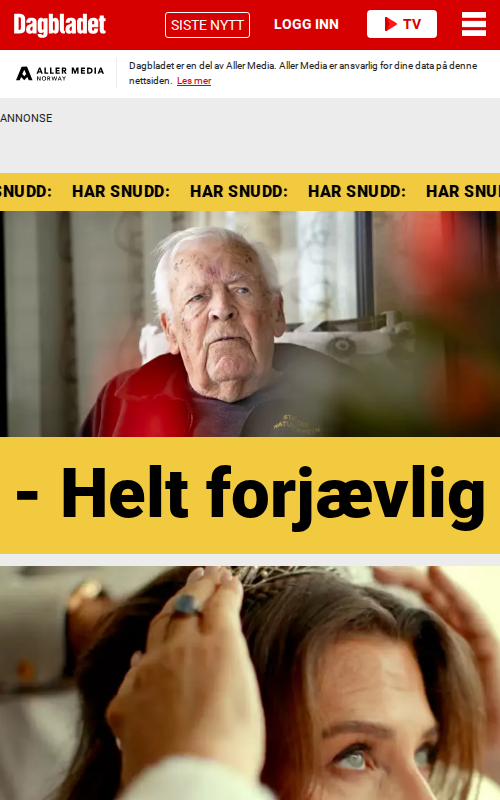 Dagbladet
SISTE NYTT
LOGG INN
TV
ALLER MEDIA
NORWAY
Dagbladet er en del av Aller Media. Aller Media er ansvarlig for dine data på denne
nettsiden. Les mer
ANNONSE
SNUDD: HAR SNUDD: HAR SNUDD: HAR SNUDD: HAR SNU
- Helt forjævlig